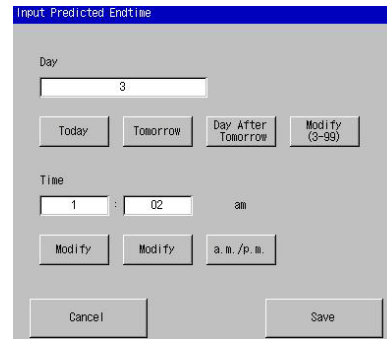 Input Predicted Endtime
Day
3
Today
Tomorrow
Day After
Tomorrow
Modify
(3-99)
Time
1 : 02 am
Modify
Modify
a.m./p.m.
Cancel
Save